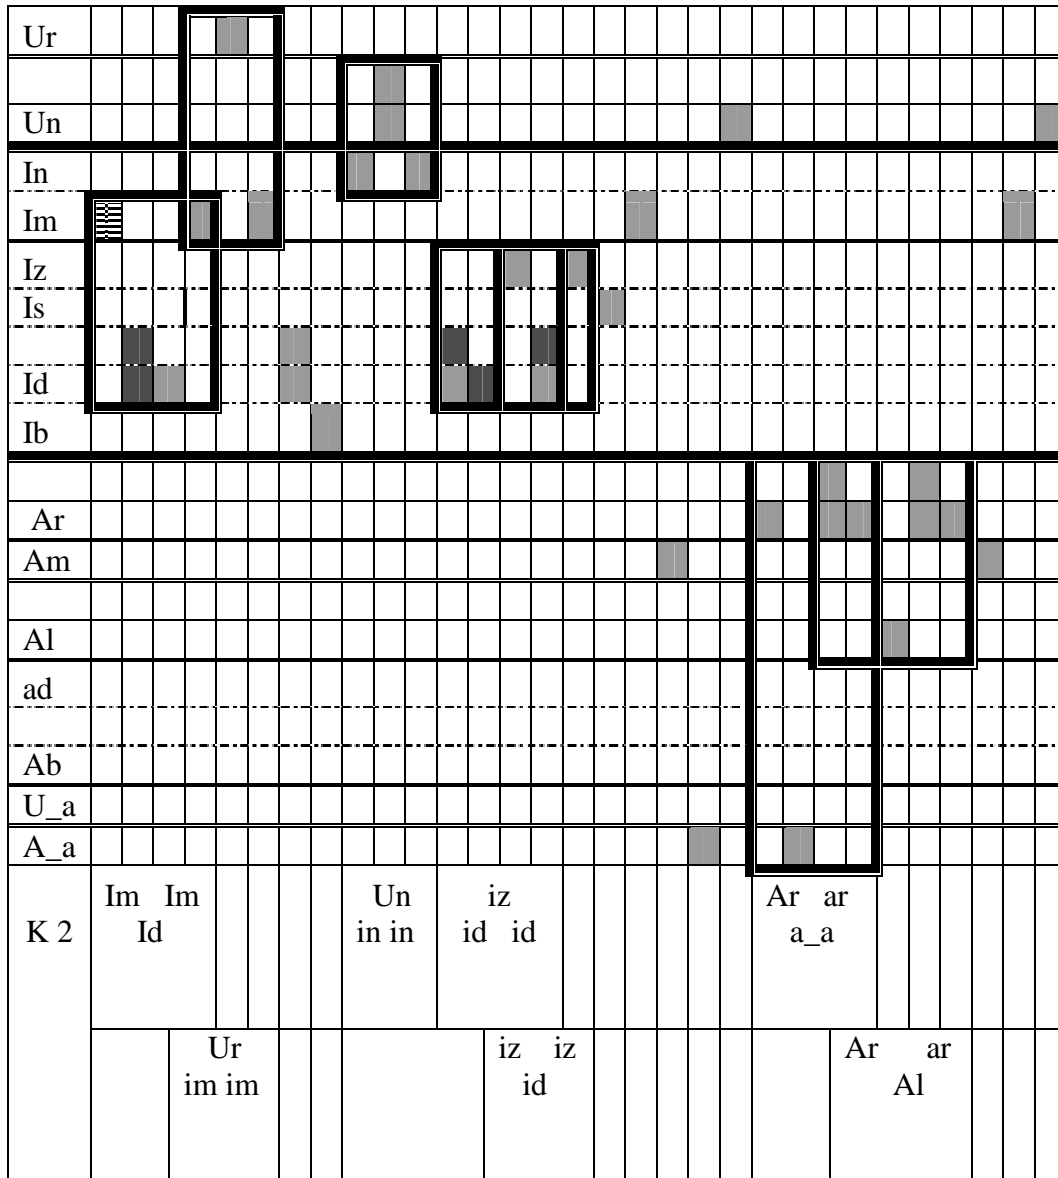 Ur
Un
In
Im
Iz
Is
Id
Ib
Ar
Am
Al
ad
Ab
U_a
A_a
Im Im Un iz Ar ar
K 2 Id in in id id a_a
Ur iz iz Ar ar
im im id Al